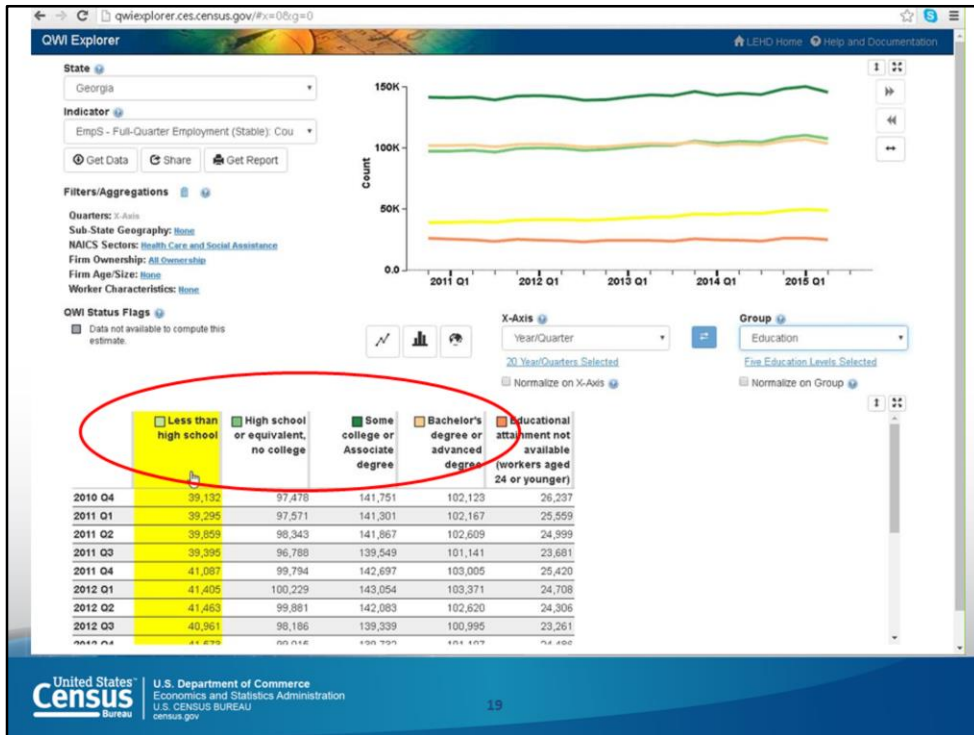 qwiexplorer.ces.census.gov/#x=0&g=0
QWI Explorer
LEHD Home Help and Documentation
State
Georgia
Indicator
EmpS - Full-Quarter Employment (Stable): Cou
Get Data Share Get Report
Filters/Aggregations
Quarters: X-Axis
Sub-State Geography: None
NAICS Sectors: Health Care and Social Assistance
Firm Ownership: All Ownership
Firm Age/Size: None
Worker Characteristics: None
QWI Status Flags
Data not available to compute this
estimate.
Count
150K
100K
50K
0.0
2011 Q1 2012 Q1 2013 Q1 2014 Q1 2015 Q1
X-Axis
Year/Quarter
20 Year/Quarters Selected
Normalize on X-Axis
Group
Education
Five Education Levels Selected
Normalize on Group
Less than
high school
High school
or equivalent,
no college
Some
college or
Associate
degree
Bachelor's
degree or
advanced
degree
Educational
attainment not
available
(workers aged
24 or younger)
2010 Q4 39,132 97,478 141,751 102,123 26,237
2011 Q1 39,295 97,571 141,301 102,167 25,559
2011 Q2 39,859 98,343 141,867 102,609 24,999
2011 Q3 39,395 96,788 139,549 101,141 23,681
2011 Q4 41,087 99,794 142,697 103,005 25,420
2012 Q1 41,405 100,229 143,054 103,371 24,708
2012 Q2 41,463 99,881 142,083 102,620 24,306
2012 Q3 40,961 98,186 139,339 100,995 23,261
United States
Census
Bureau
U.S. Department of Commerce
Economics and Statistics Administration
U.S. CENSUS BUREAU
census.gov
19